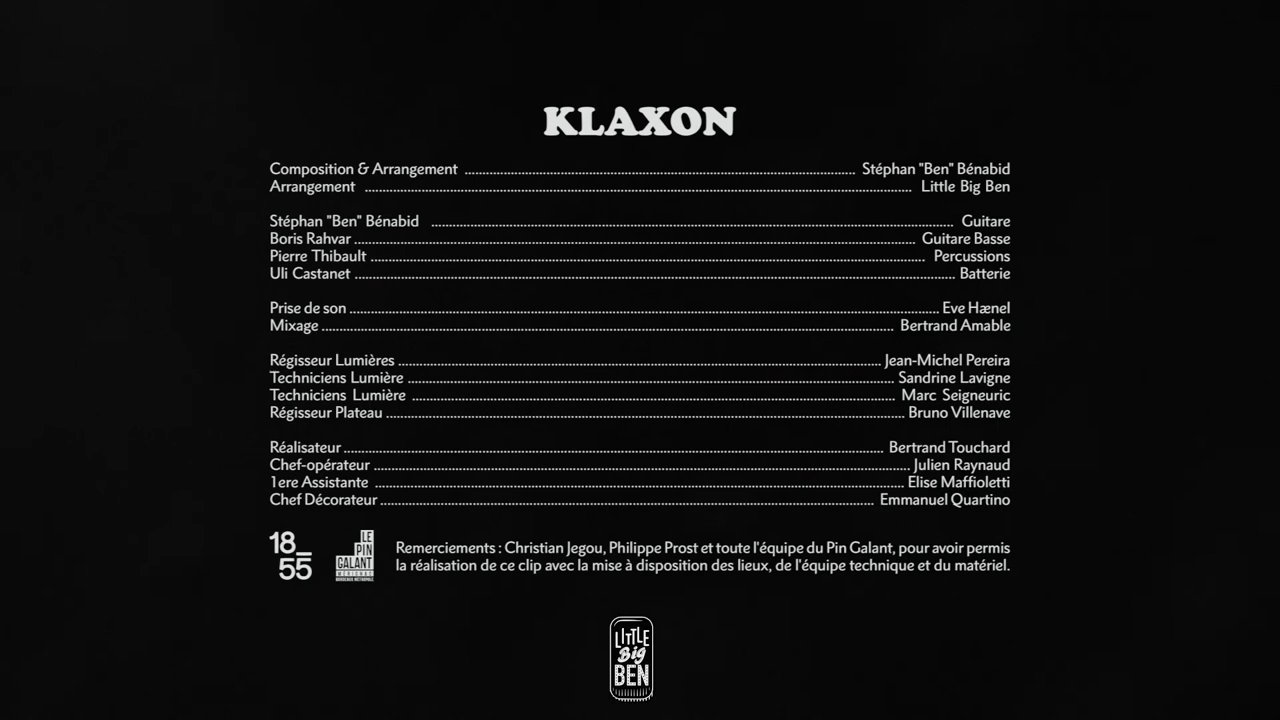 KLAXON
Composition & Arrangement ........ Stéphan "Ben" Bénabid
Arrangement ........ Little Big Ben
Stéphan "Ben" Bénabid ........ Guitare
Boris Rahvar ........ Guitare Basse
Pierre Thibault ........ Percussions
Uli Castanet ........ Batterie
Prise de son ........ Eve Hænel
Mixage ........ Bertrand Amable
Régisseur Lumières ........ Jean-Michel Pereira
Techniciens Lumière ........ Sandrine Lavigne
Techniciens Lumière ........ Marc Seigneuric
Régisseur Plateau ........ Bruno Villenave
Réalisateur ........ Bertrand Touchard
Chef-opérateur ........ Julien Raynaud
1ere Assistante ........ Elise Maffioletti
Chef Décorateur ........ Emmanuel Quartino
18
55
LE
PIN
GALANT
MÉRIGNAC
BORDEAUX MÉTROPOLE
Remerciements : Christian Jegou, Philippe Prost et toute l'équipe du Pin Galant, pour avoir permis
la réalisation de ce clip avec la mise à disposition des lieux, de l'équipe technique et du matériel.
LITTLE
Big
BEN